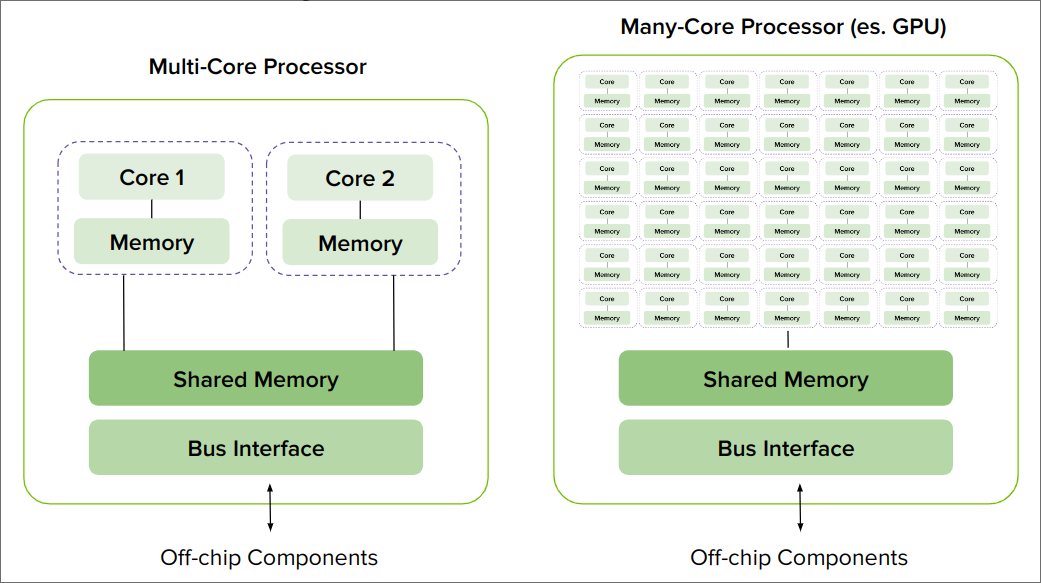 Multi-Core Processor
Core 1
Core 2
Memory
Memory
Shared Memory
Bus Interface
Off-chip Components
Many-Core Processor (es. GPU)
Core Core Core Core Core Core Core
Memory Memory Memory Memory Memory Memory Memory
Core Core Core Core Core Core Core
Memory Memory Memory Memory Memory Memory Memory
Core Core Core Core Core Core Core
Memory Memory Memory Memory Memory Memory Memory
Core Core Core Core Core Core Core
Memory Memory Memory Memory Memory Memory Memory
Core Core Core Core Core Core Core
Memory Memory Memory Memory Memory Memory Memory
Core Core Core Core Core Core Core
Memory Memory Memory Memory Memory Memory Memory
Shared Memory
Bus Interface
Off-chip Components